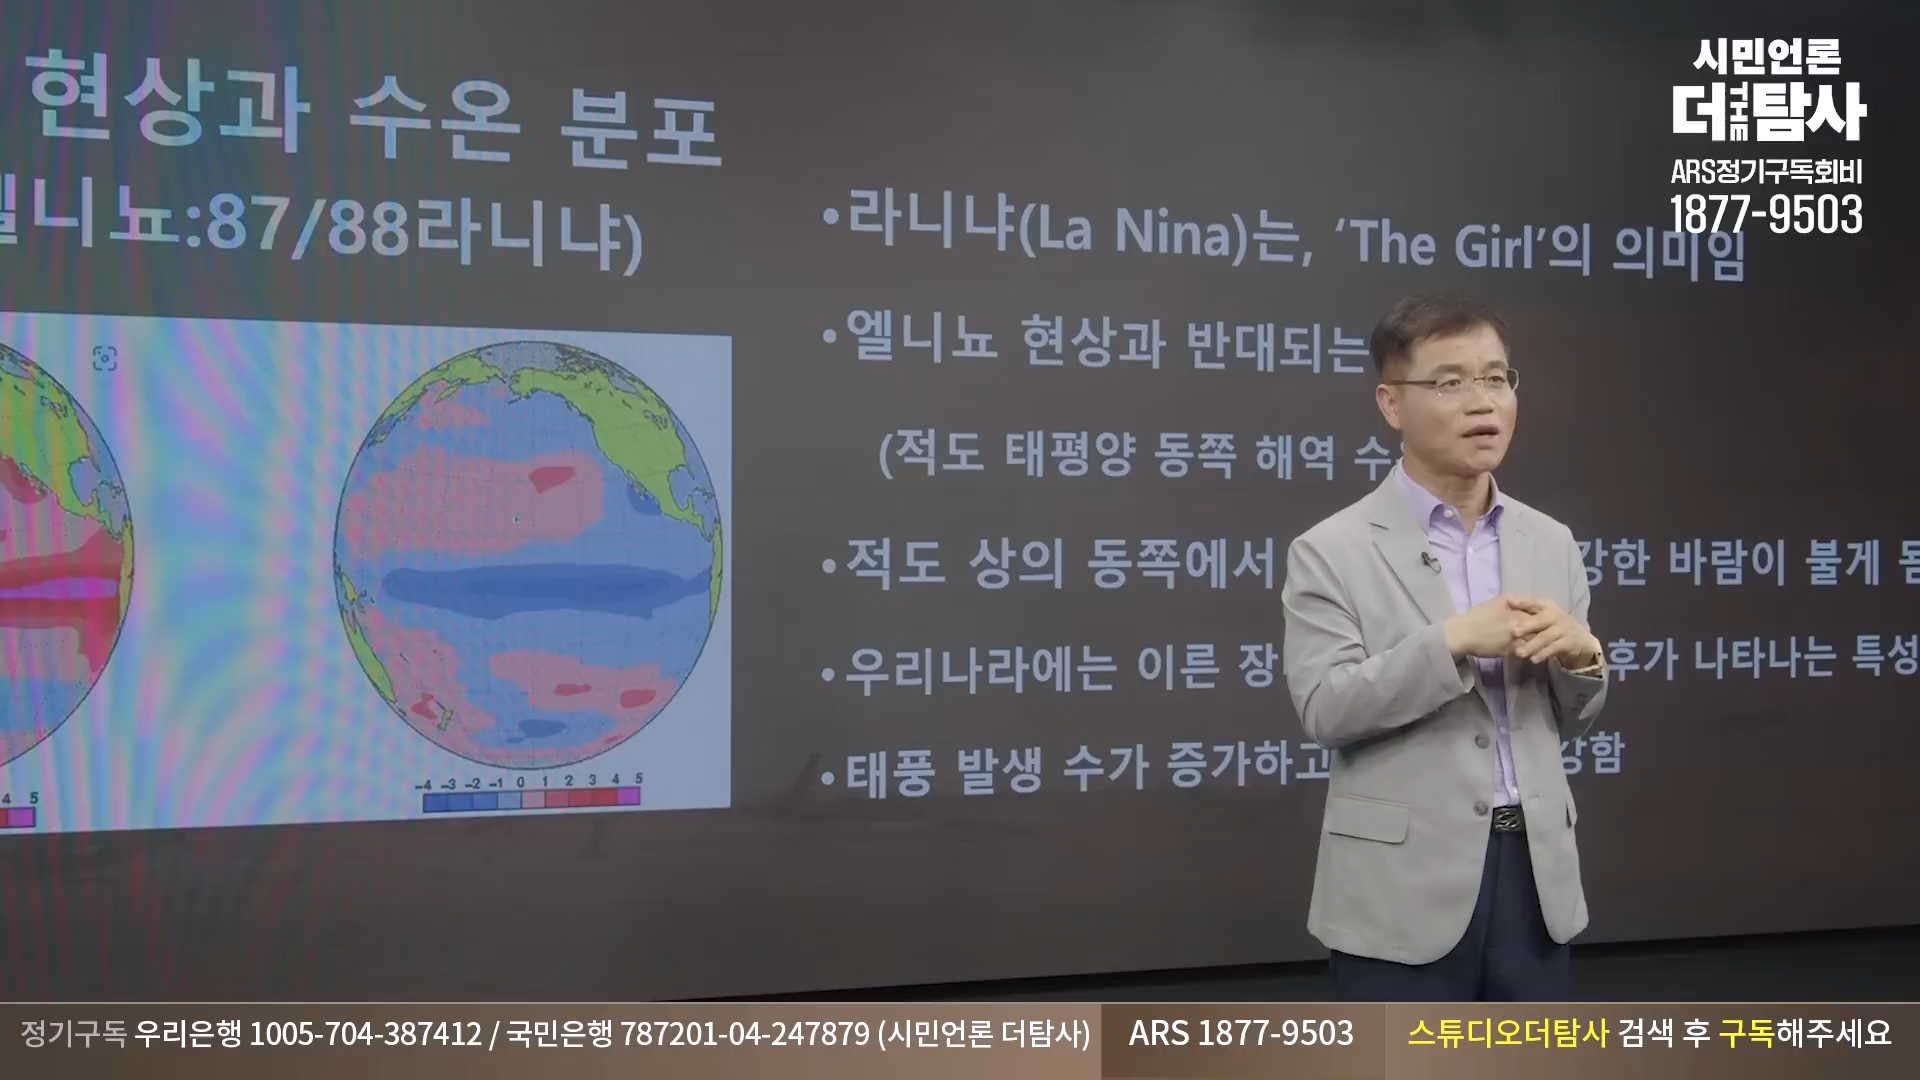 현상과 수온 분포
엘니뇨:87/88라니냐)
•라니냐(La Nina)는, ‘The Girl’의 의미임
•엘니뇨 현상과 반대되는
(적도 태평양 동쪽 해역
•적도 상의 동쪽에서 강한 바람이 불게 됨
•우리나라에는 이른 나타나는 특성
•태풍 발생 수가 증가하고 강함
4 5
-4 -3 -2 -1 0 1 2 3 4 5
시민언론
더탐사
THE
ARS정기구독회비
1877-9503
정기구독 우리은행 1005-704-387412 / 국민은행 787201-04-247879 (시민언론 더탐사)
ARS 1877-9503
스튜디오더탐사 검색 후 구독해주세요